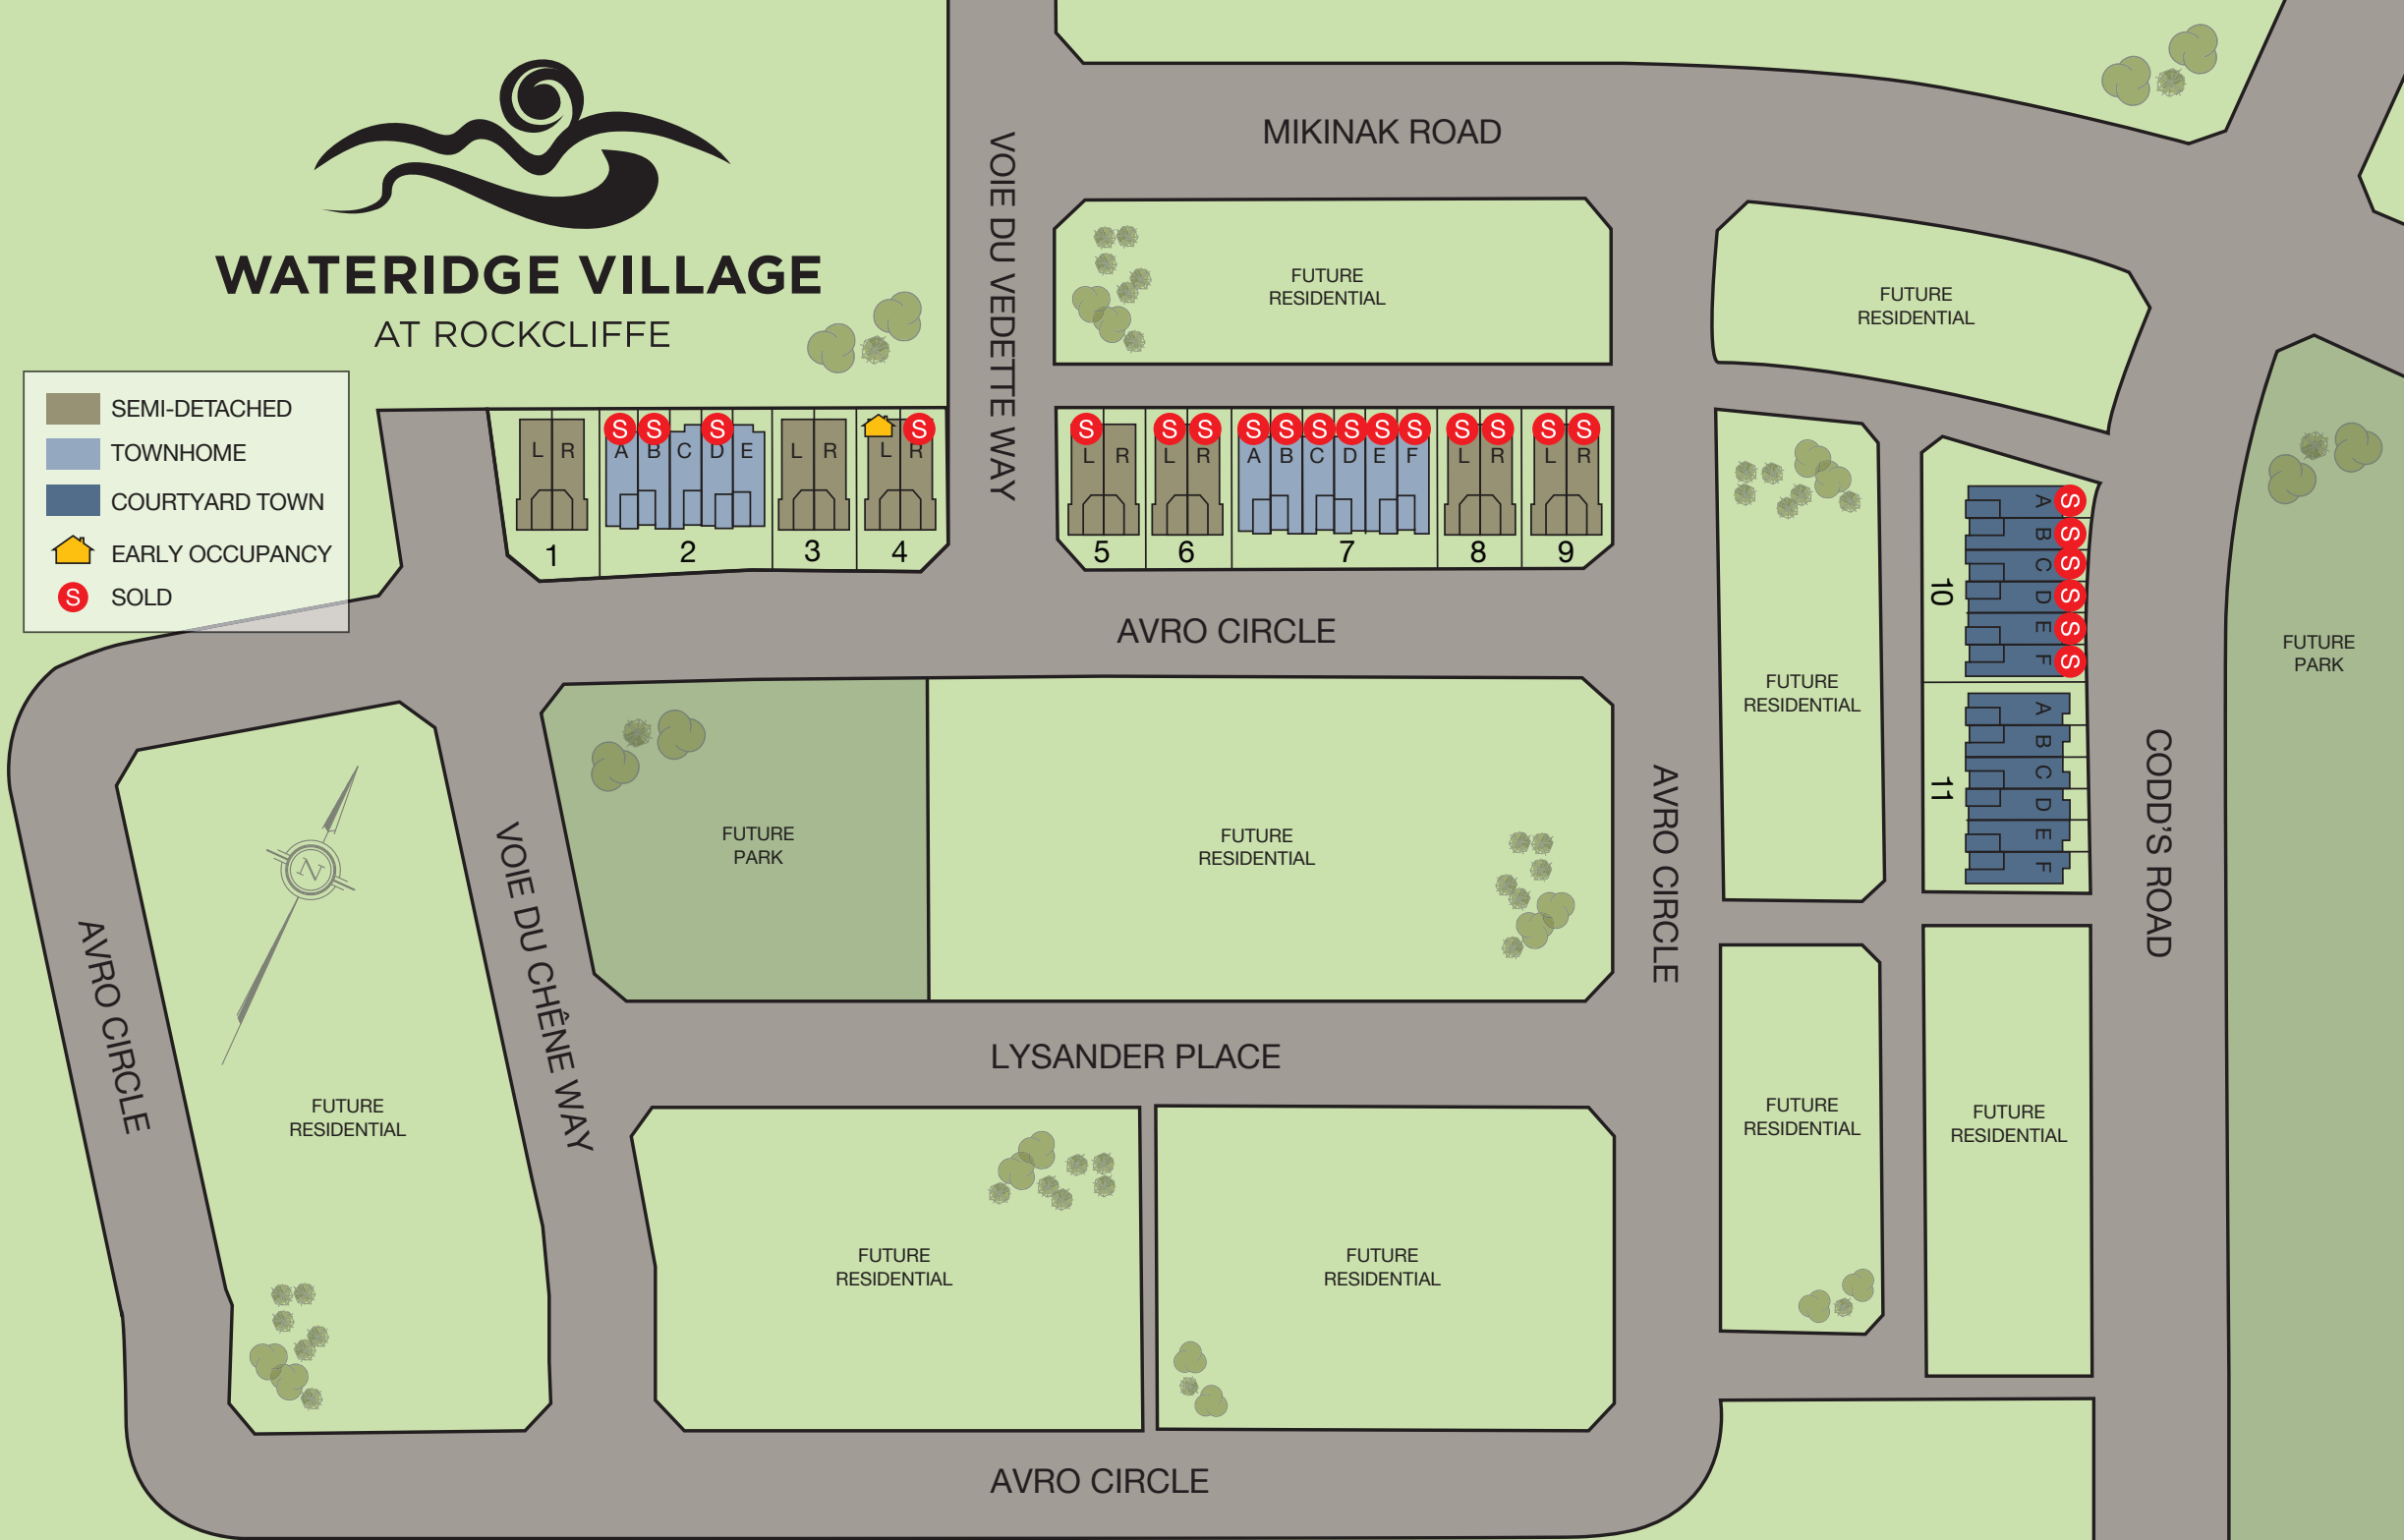 WATERIDGE VILLAGE
AT ROCKCLIFFE
SEMI-DETACHED
TOWNHOME
COURTYARD TOWN
EARLY OCCUPANCY
S SOLD
VOIE DU VEDETTE WAY
MIKINAK ROAD
FUTURE
RESIDENTIAL
FUTURE
RESIDENTIAL
S S S S
L R A B C D E L R L R
1 2 3 4
S S S S S S S S S S S S S
L R L R A B C D E F L R L R
5 6 7 8 9
A S
B S
C S
D S
E S
F S
10
A
B
C
D
E
F
11
FUTURE
PARK
AVRO CIRCLE
FUTURE
RESIDENTIAL
CODD'S ROAD
FUTURE
PARK
FUTURE
RESIDENTIAL
AVRO CIRCLE
N
VOIE DU CHÊNE WAY
AVRO CIRCLE
LYSANDER PLACE
FUTURE
RESIDENTIAL
FUTURE
RESIDENTIAL
FUTURE
RESIDENTIAL
FUTURE
RESIDENTIAL
FUTURE
RESIDENTIAL
AVRO CIRCLE